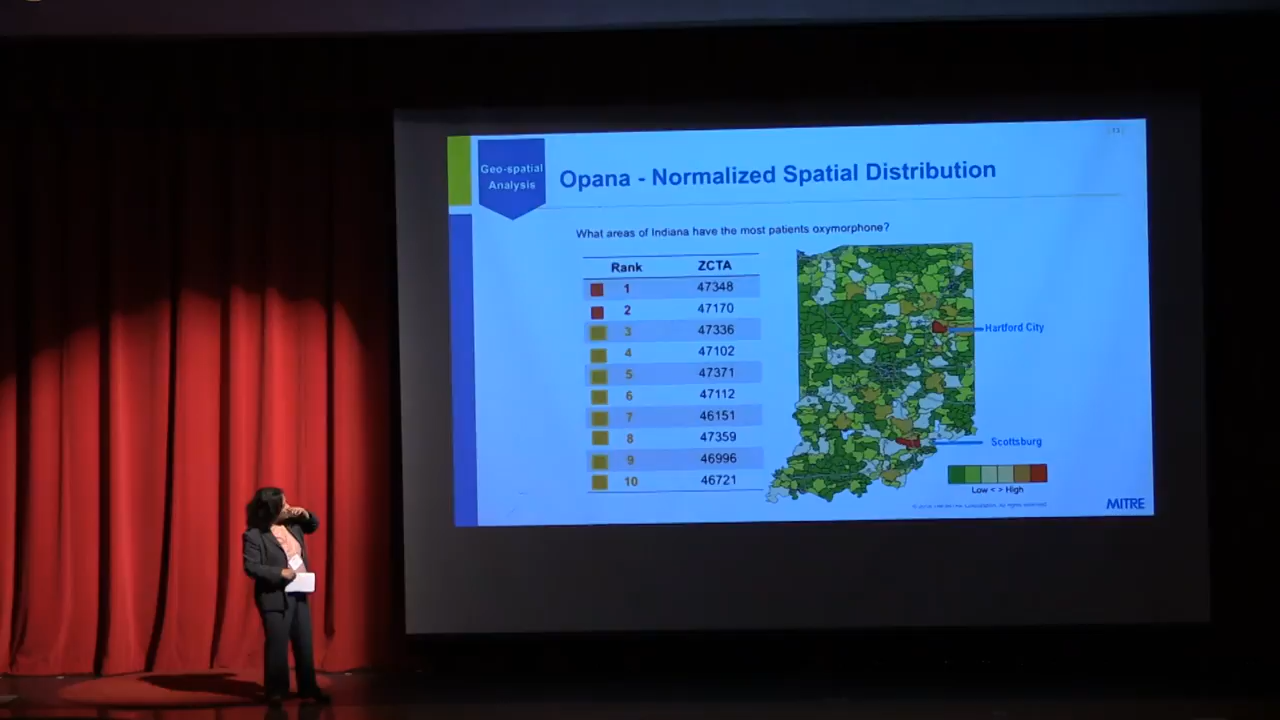 13
Geo-spatial
Analysis
Opana - Normalized Spatial Distribution
What areas of Indiana have the most patients oxymorphone?
Rank ZCTA
1 47348
2 47170
3 47336
4 47102
5 47371
6 47112
7 46151
8 47359
9 46996
10 46721
Hartford City
Scottsburg
Low < > High
MITRE